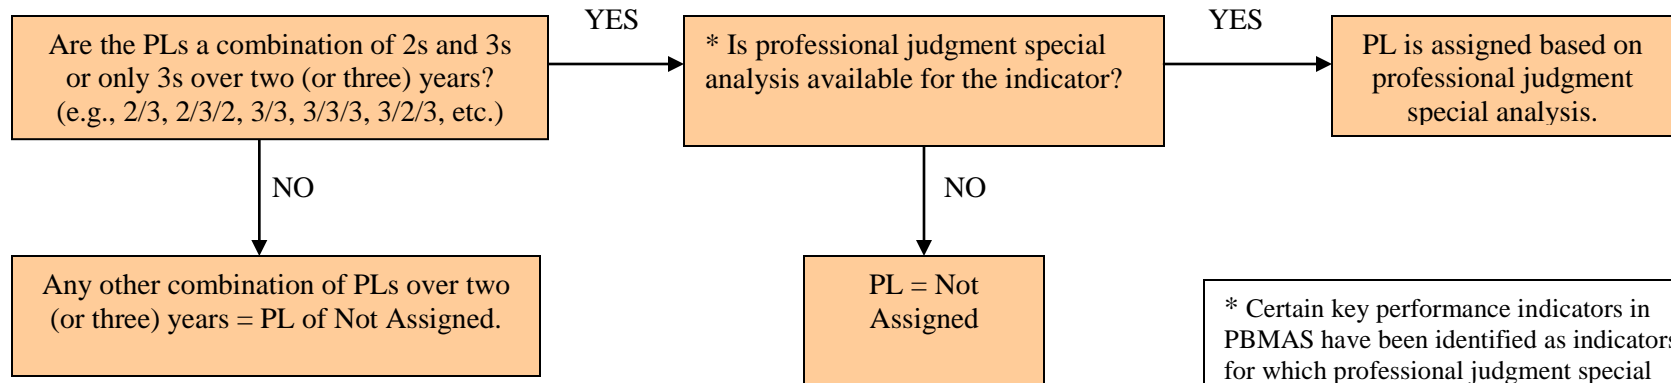 YES
YES
Are the PLs a combination of 2s and 3s
or only 3s over two (or three) years?
(e.g., 2/3, 2/3/2, 3/3, 3/3/3, 3/2/3, etc.)
* Is professional judgment special
analysis available for the indicator?
PL is assigned based on
professional judgment
special analysis.
NO
NO
Any other combination of PLs over two
(or three) years = PL of Not Assigned.
PL = Not
Assigned
* Certain key performance indicators in
PBMAS have been identified as indicators
for which professional judgment special